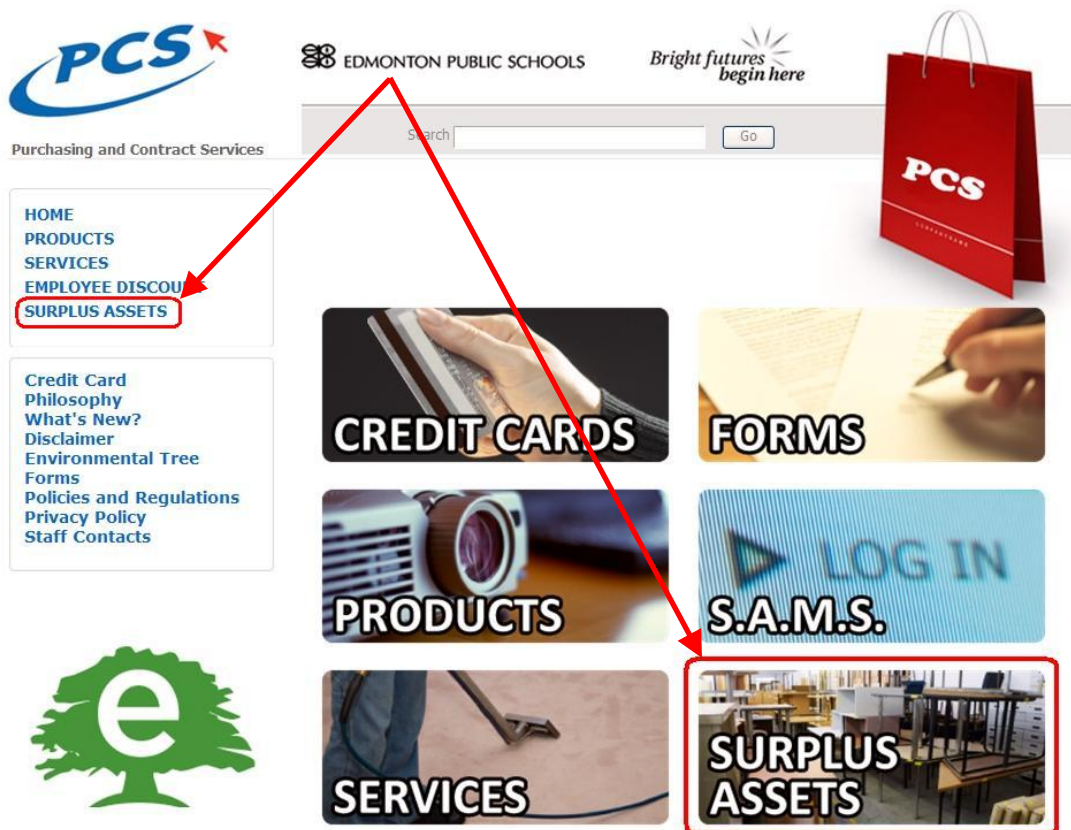 PCS
EDMONTON PUBLIC SCHOOLS
Bright futures
begin here
Purchasing and Contract Services
Search
Go
PCS
HOME
PRODUCTS
SERVICES
EMPLOYEE DISCOUNT
SURPLUS ASSETS
Credit Card
Philosophy
What's New?
Disclaimer
Environmental Tree
Forms
Policies and Regulations
Privacy Policy
Staff Contacts
CREDIT CARDS
FORMS
PRODUCTS
LOG IN
S.A.M.S.
e
SERVICES
SURPLUS
ASSETS